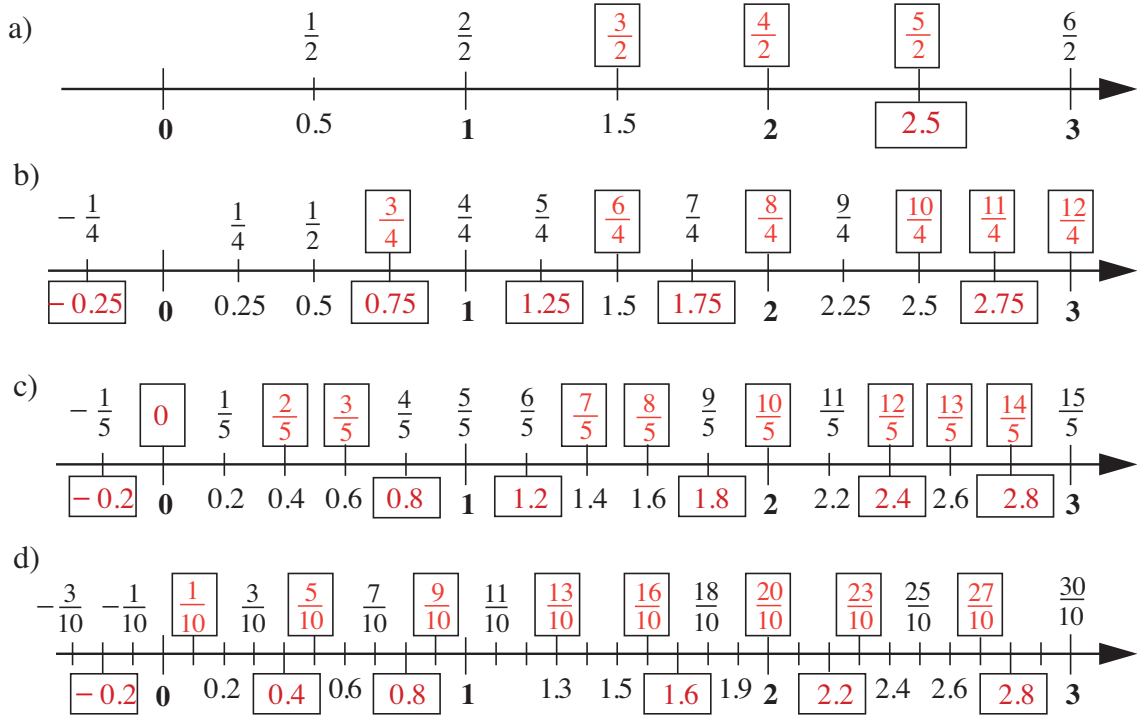 a)
1/2 2/2 3/2 4/2 5/2 6/2
0 0.5 1 1.5 2 2.5 3
b)
− 1/4 1/4 1/2 3/4 4/4 5/4 6/4 7/4 8/4 9/4 10/4 11/4 12/4
− 0.25 0 0.25 0.5 0.75 1 1.25 1.5 1.75 2 2.25 2.5 2.75 3
c)
− 1/5 0 1/5 2/5 3/5 4/5 5/5 6/5 7/5 8/5 9/5 10/5 11/5 12/5 13/5 14/5 15/5
− 0.2 0 0.2 0.4 0.6 0.8 1 1.2 1.4 1.6 1.8 2 2.2 2.4 2.6 2.8 3
d)
− 3/10 − 1/10 1/10 3/10 5/10 7/10 9/10 11/10 13/10 16/10 18/10 20/10 23/10 25/10 27/10 30/10
− 0.2 0 0.2 0.4 0.6 0.8 1 1.3 1.5 1.6 1.9 2 2.2 2.4 2.6 2.8 3